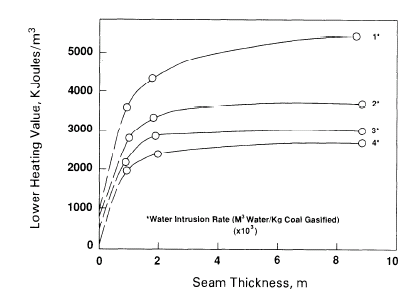 Lower Heating Value, KJoules/m³
5000
4000
3000
2000
1000
0
1*
2*
3*
4*
*Water Intrusion Rate (M³ Water/Kg Coal Gasified)
(x10³)
0 2 4 6 8 10
Seam Thickness, m